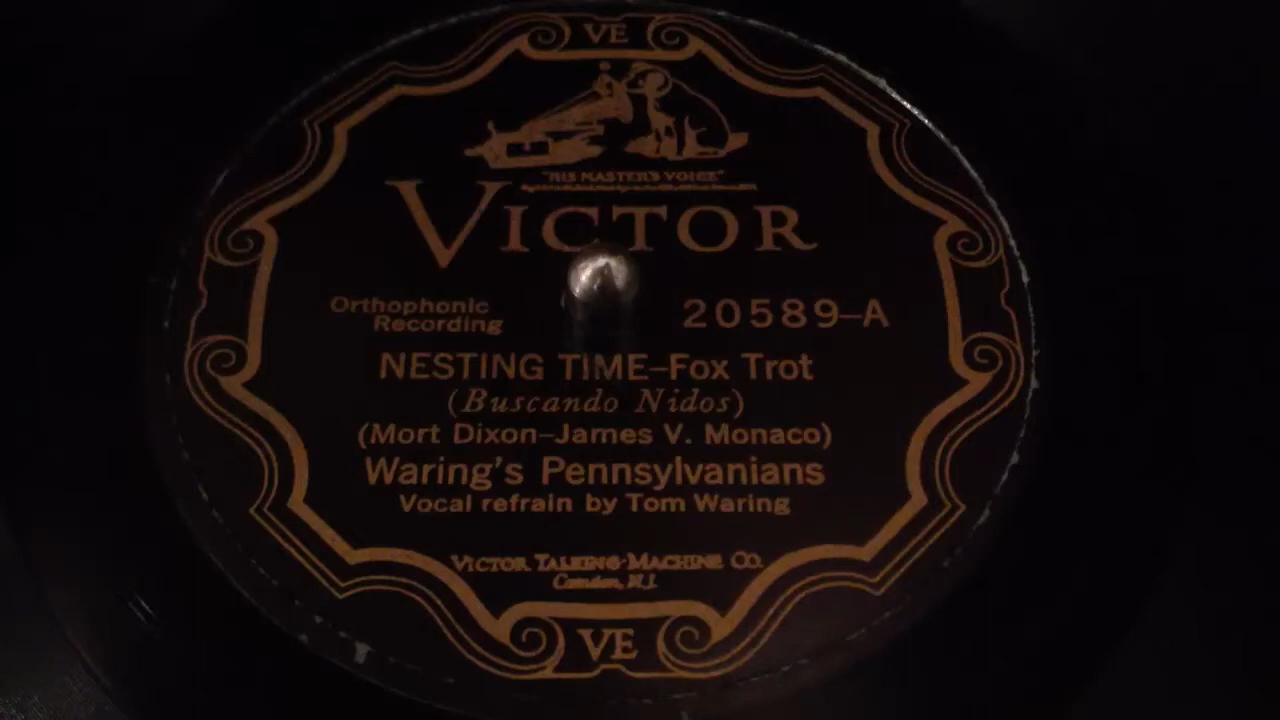 VE
"HIS MASTER'S VOICE"
VICTOR
Orthophonic
Recording
20589-A
NESTING TIME-Fox Trot
(Buscando Nidos)
(Mort Dixon-James V. Monaco)
Waring's Pennsylvanians
Vocal refrain by Tom Waring
VICTOR TALKING MACHINE CO.
Camden, N.J.
VE